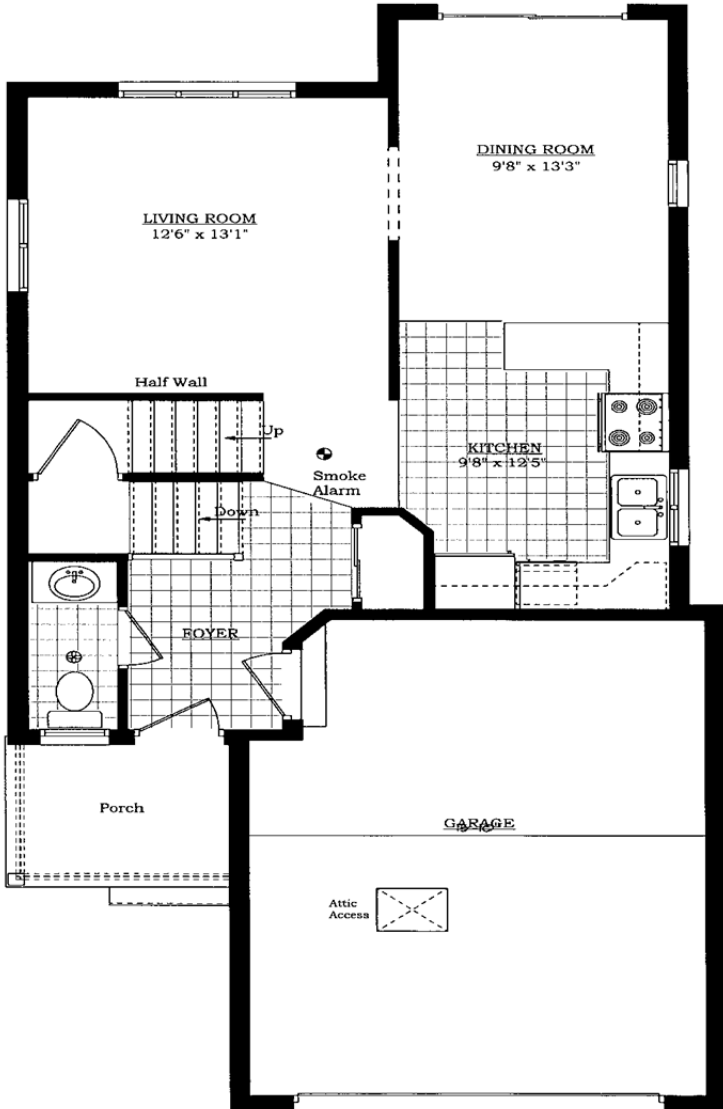 DINING ROOM
9'8" x 13'3"
LIVING ROOM
12'6" x 13'1"
Half Wall
Up
KITCHEN
9'8" x 12'5"
Smoke
Alarm
Down
FOYER
Porch
GARAGE
Attic
Access